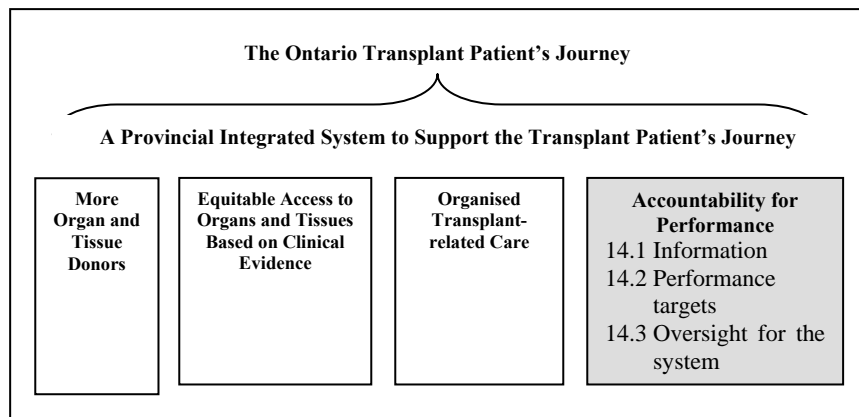 The Ontario Transplant Patient’s Journey
A Provincial Integrated System to Support the Transplant Patient’s Journey
More
Organ and
Tissue
Donors
Equitable Access to
Organs and Tissues
Based on Clinical
Evidence
Organised
Transplant-
related Care
Accountability for
Performance
14.1 Information
14.2 Performance
targets
14.3 Oversight for the
system